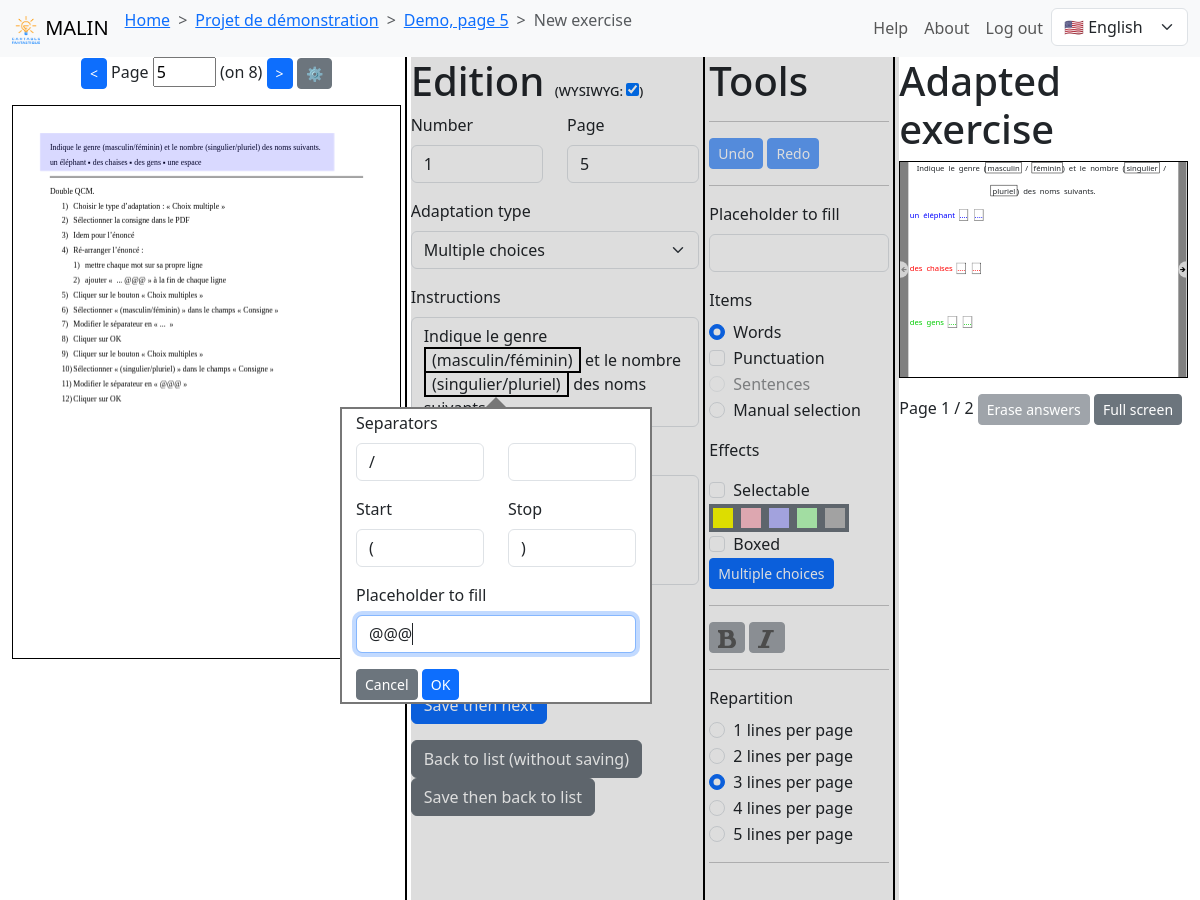 MALIN
Home > Projet de démonstration > Demo, page 5 > New exercise
Help About Log out 🇺🇸 English
< Page 5 (on 8) > ⚙️
Indique le genre (masculin/féminin) et le nombre (singulier/pluriel) des noms suivants.
un éléphant • des chaises • des gens • une espace
Double QCM.
1) Choisir le type d’adaptation : « Choix multiple »
2) Sélectionner la consigne dans le PDF
3) Idem pour l’énoncé
4) Ré-arranger l’énoncé :
1) mettre chaque mot sur sa propre ligne
2) ajouter « ... @@@ » à la fin de chaque ligne
5) Cliquer sur le bouton « Choix multiples »
6) Sélectionner « (masculin/féminin) » dans le champs « Consigne »
7) Modifier le séparateur en « ... »
8) Cliquer sur OK
9) Cliquer sur le bouton « Choix multiples »
10) Sélectionner « (singulier/pluriel) » dans le champs « Consigne »
11) Modifier le séparateur en « @@@ »
12) Cliquer sur OK
Edition (WYSIWYG: )
Number Page
1 5
Adaptation type
Multiple choices
Instructions
Indique le genre
(masculin/féminin) et le nombre
(singulier/pluriel) des noms
suivants.
Separators
/
Start Stop
( )
Placeholder to fill
@@@
Cancel OK
Save then next
Back to list (without saving)
Save then back to list
Tools
Undo Redo
Placeholder to fill
Items
Words
Punctuation
Sentences
Manual selection
Effects
Selectable
Boxed
Multiple choices
B I
Repartition
1 lines per page
2 lines per page
3 lines per page
4 lines per page
5 lines per page
Adapted
exercise
Indique le genre (masculin / féminin) et le nombre (singulier /
pluriel) des noms suivants.
un éléphant ... ...
des chaises ... ...
des gens ... ...
Page 1 / 2 Erase answers Full screen